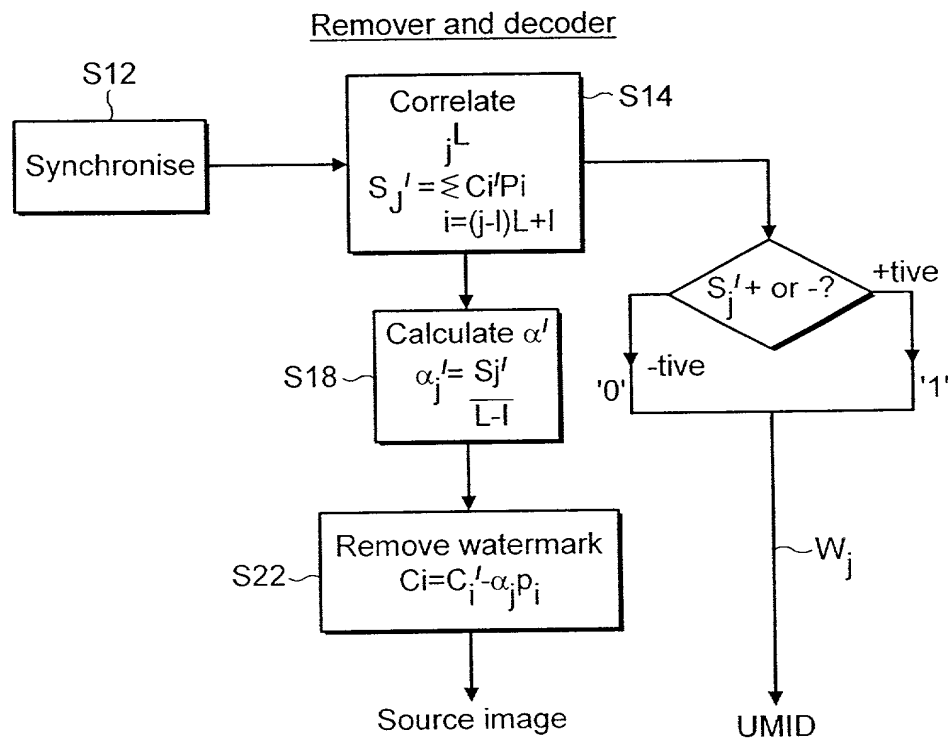 Remover and decoder
S12
Synchronise
S14
Correlate
jL
SJ' = ≤ Ci'Pi
i=(j-l)L+l
Sj' + or -?
+tive
-tive
'0'
'1'
S18
Calculate α'
αj' = Sj'
L-l
S22
Remove watermark
Ci=Ci'-αjpi
Wj
Source image
UMID